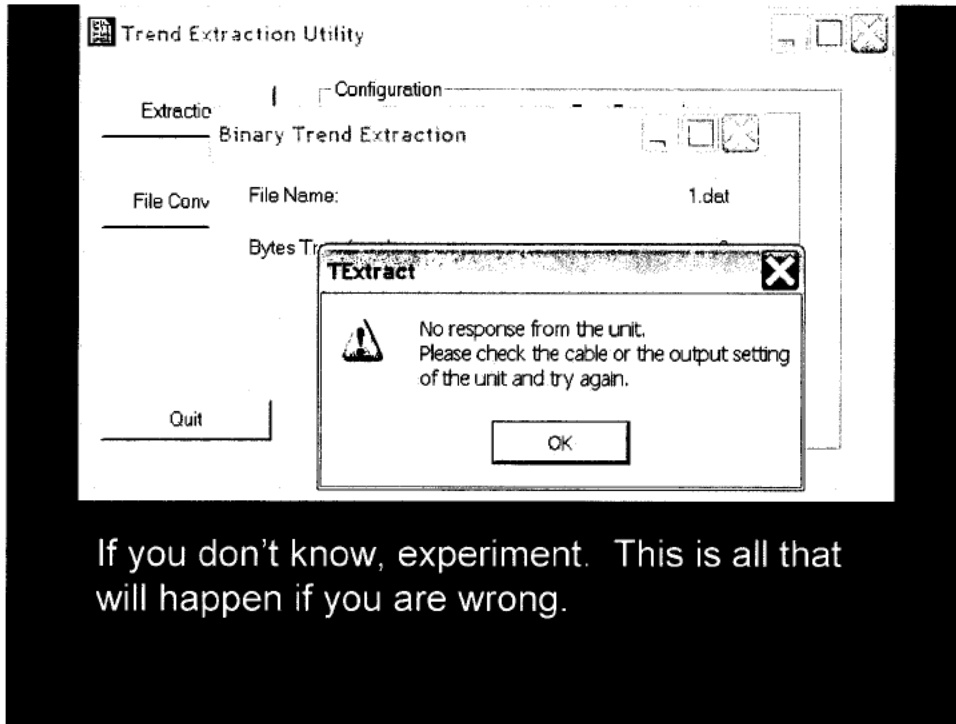 Trend Extraction Utility
Configuration
Extractio
Binary Trend Extraction
File Conv
File Name: 1.dat
Bytes Tr
TExtract
No response from the unit.
Please check the cable or the output setting
of the unit and try again.
Quit
OK
If you don't know, experiment. This is all that
will happen if you are wrong.